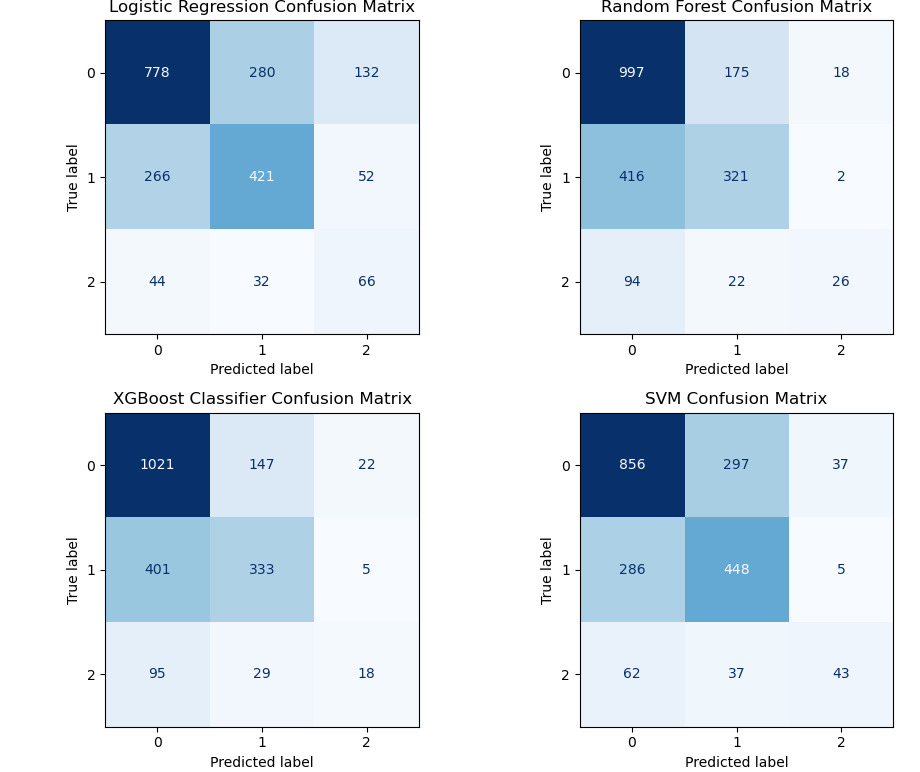 Logistic Regression Confusion Matrix
0 778 280 132
1 266 421 52
2 44 32 66
True label
0 1 2
Predicted label
Random Forest Confusion Matrix
0 997 175 18
1 416 321 2
2 94 22 26
True label
0 1 2
Predicted label
XGBoost Classifier Confusion Matrix
0 1021 147 22
1 401 333 5
2 95 29 18
True label
0 1 2
Predicted label
SVM Confusion Matrix
0 856 297 37
1 286 448 5
2 62 37 43
True label
0 1 2
Predicted label